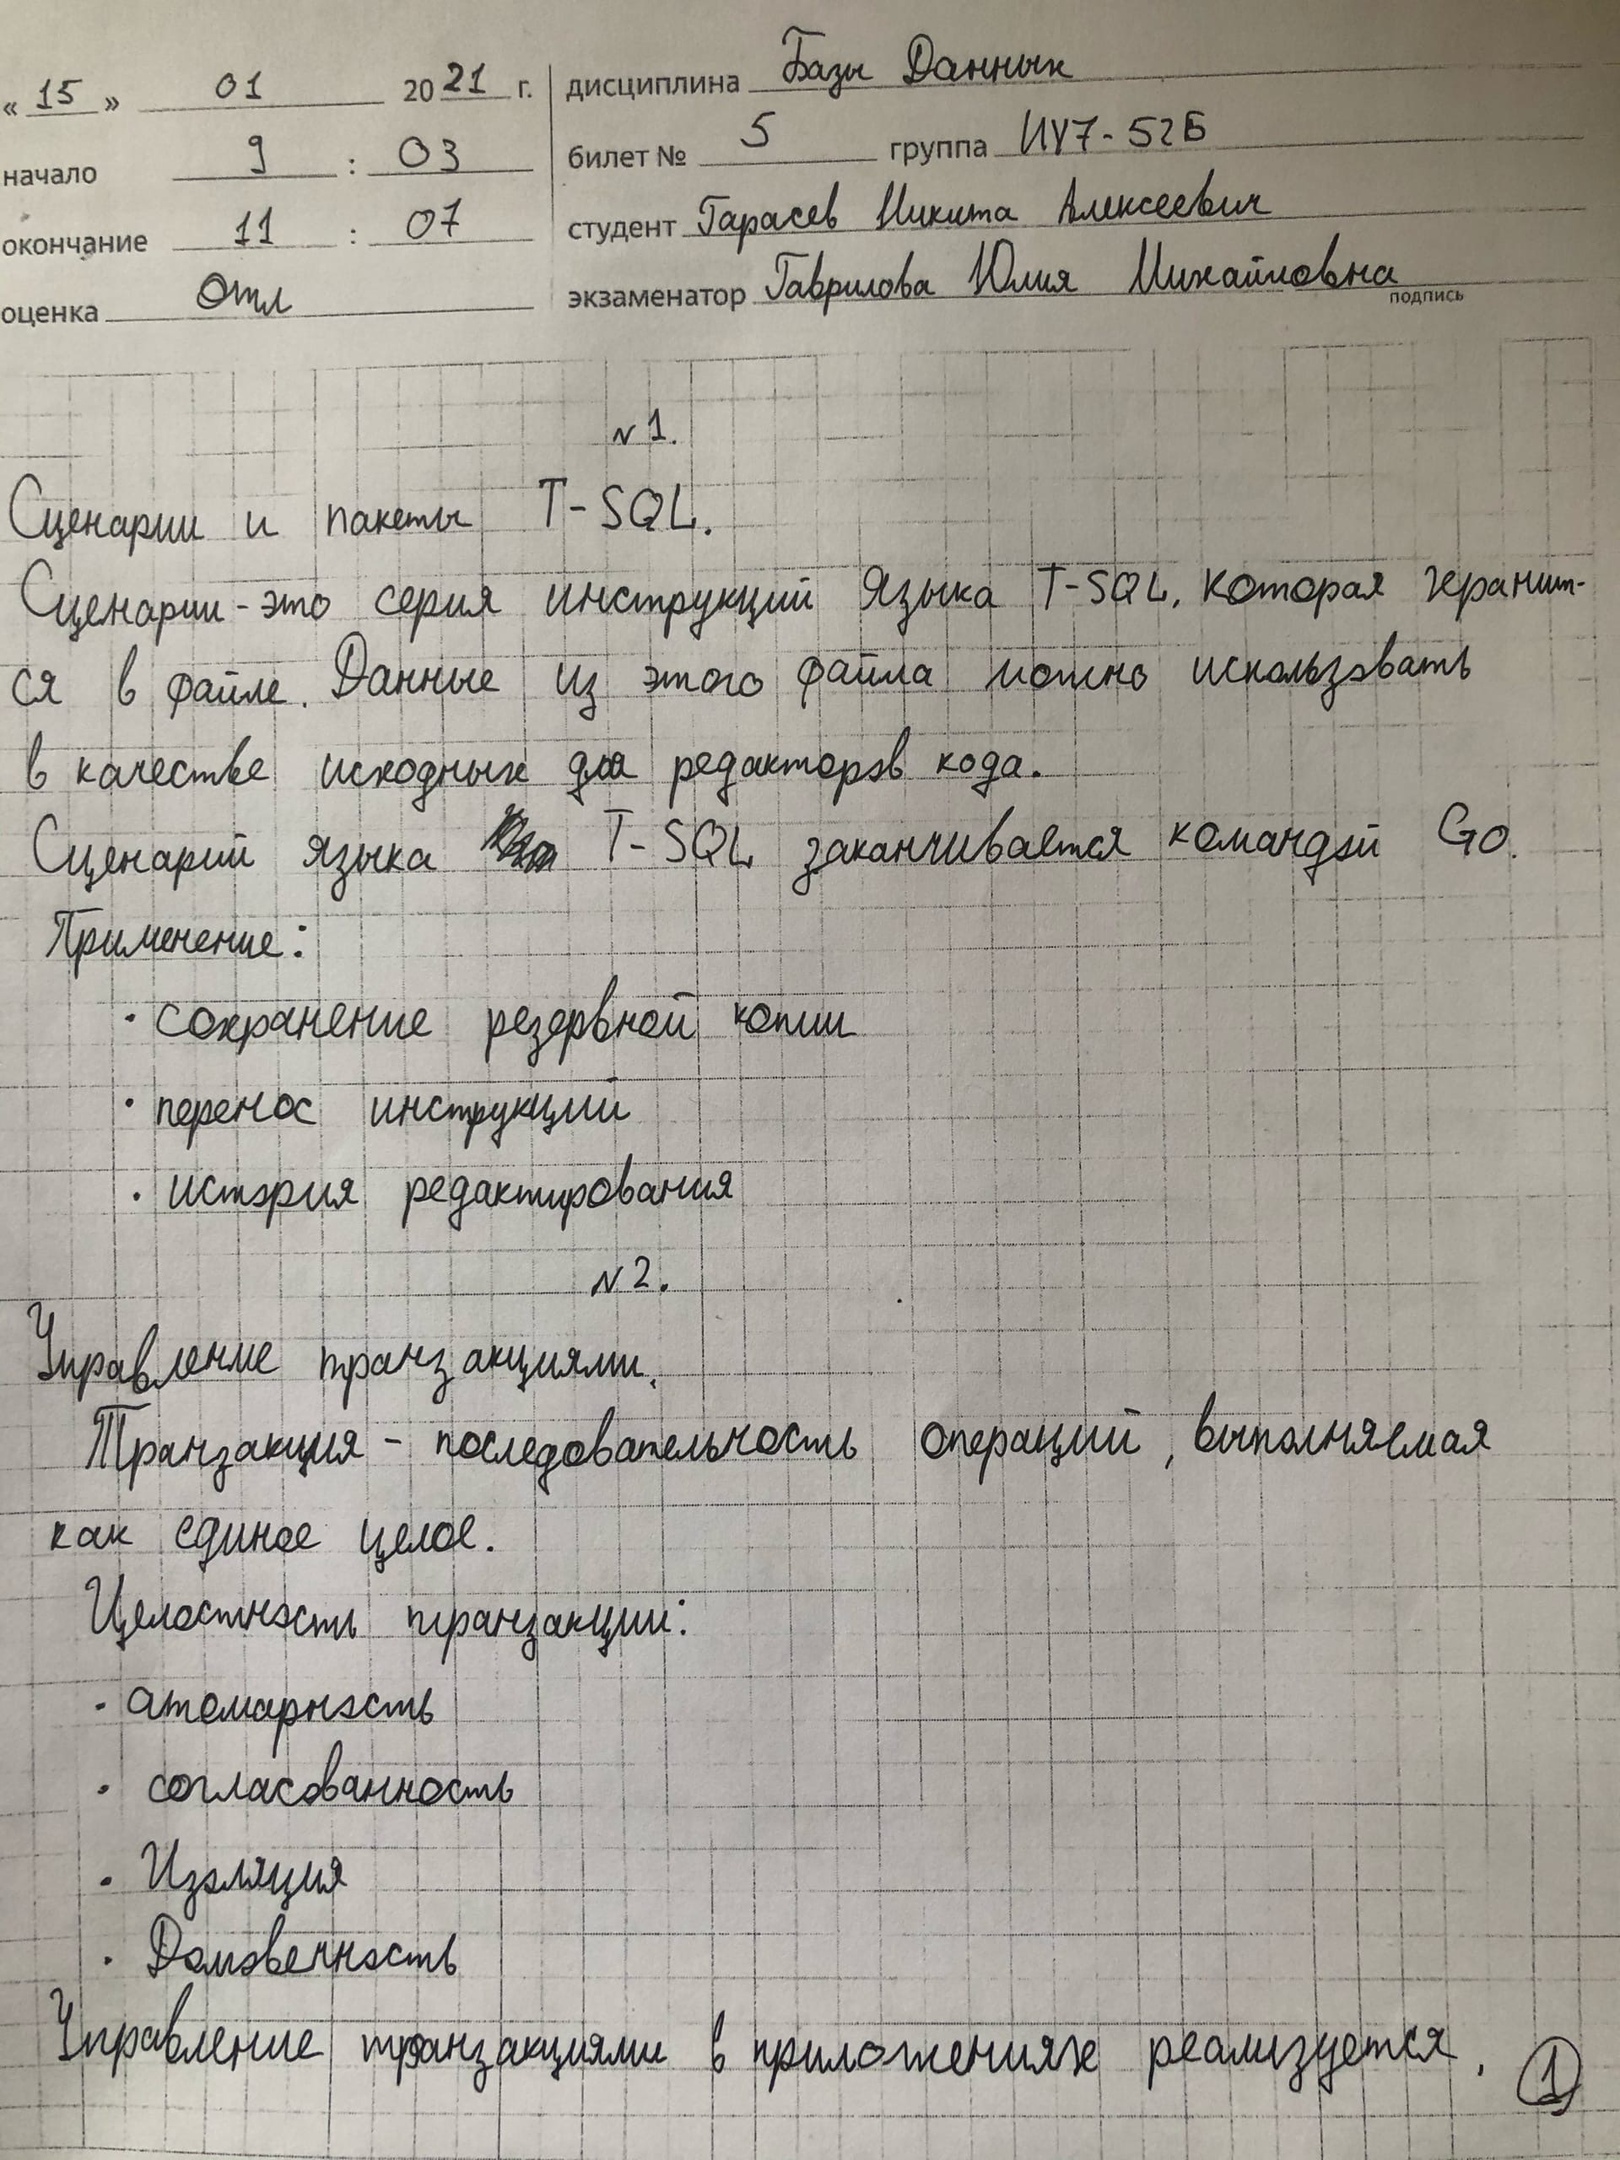 « 15 » 01 2021 г. дисциплина Базы Данных
начало 9 : 03 билет № 5 группа ИУ7-52Б
окончание 11 : 07 студент Тарасев Никита Алексеевич
оценка Отл экзаменатор Гаврилова Юлия Михайловна
подпись
№1.
Сценарии и пакеты T-SQL.
Сценарии - это серия инструкций языка T-SQL, которая хранит-
ся в файле. Данные из этого файла можно использовать
в качестве исходных для редакторов кода.
Сценарий языка T-SQL заканчивается командой GO.
Применение:
· сохранение резервной копии
· перенос инструкций
· история редактирования
№2.
Управление транзакциями.
Транзакция - последовательность операций, выполняемая
как единое целое.
Целостность транзакции:
· атомарность
· согласованность
· Изоляция
· Долговечность
Управление транзакциями в приложениях реализуется,
1